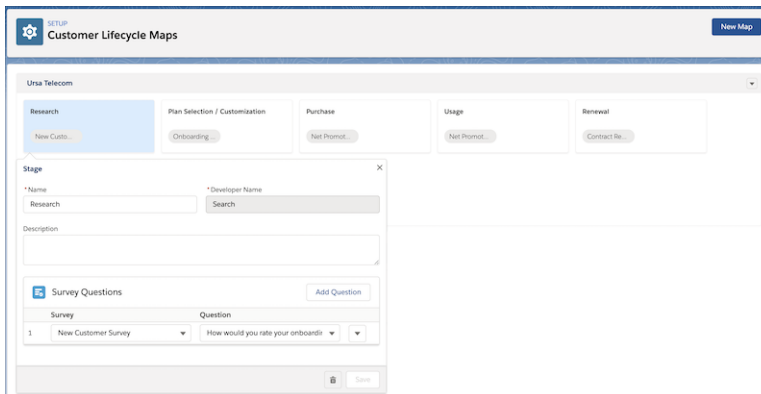 SETUP
Customer Lifecycle Maps
New Map
Ursa Telecom
Research
Plan Selection / Customization
Purchase
Usage
Renewal
New Custo...
Onboarding ...
Net Promot...
Net Promot...
Contract Re...
Stage
*Name
*Developer Name
Research
Search
Description
Survey Questions
Add Question
Survey
Question
1
New Customer Survey
How would you rate your onboardin
Save